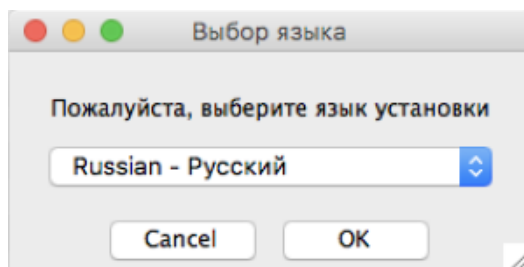 Выбор языка
Пожалуйста, выберите язык установки
Russian - Русский
Cancel OK